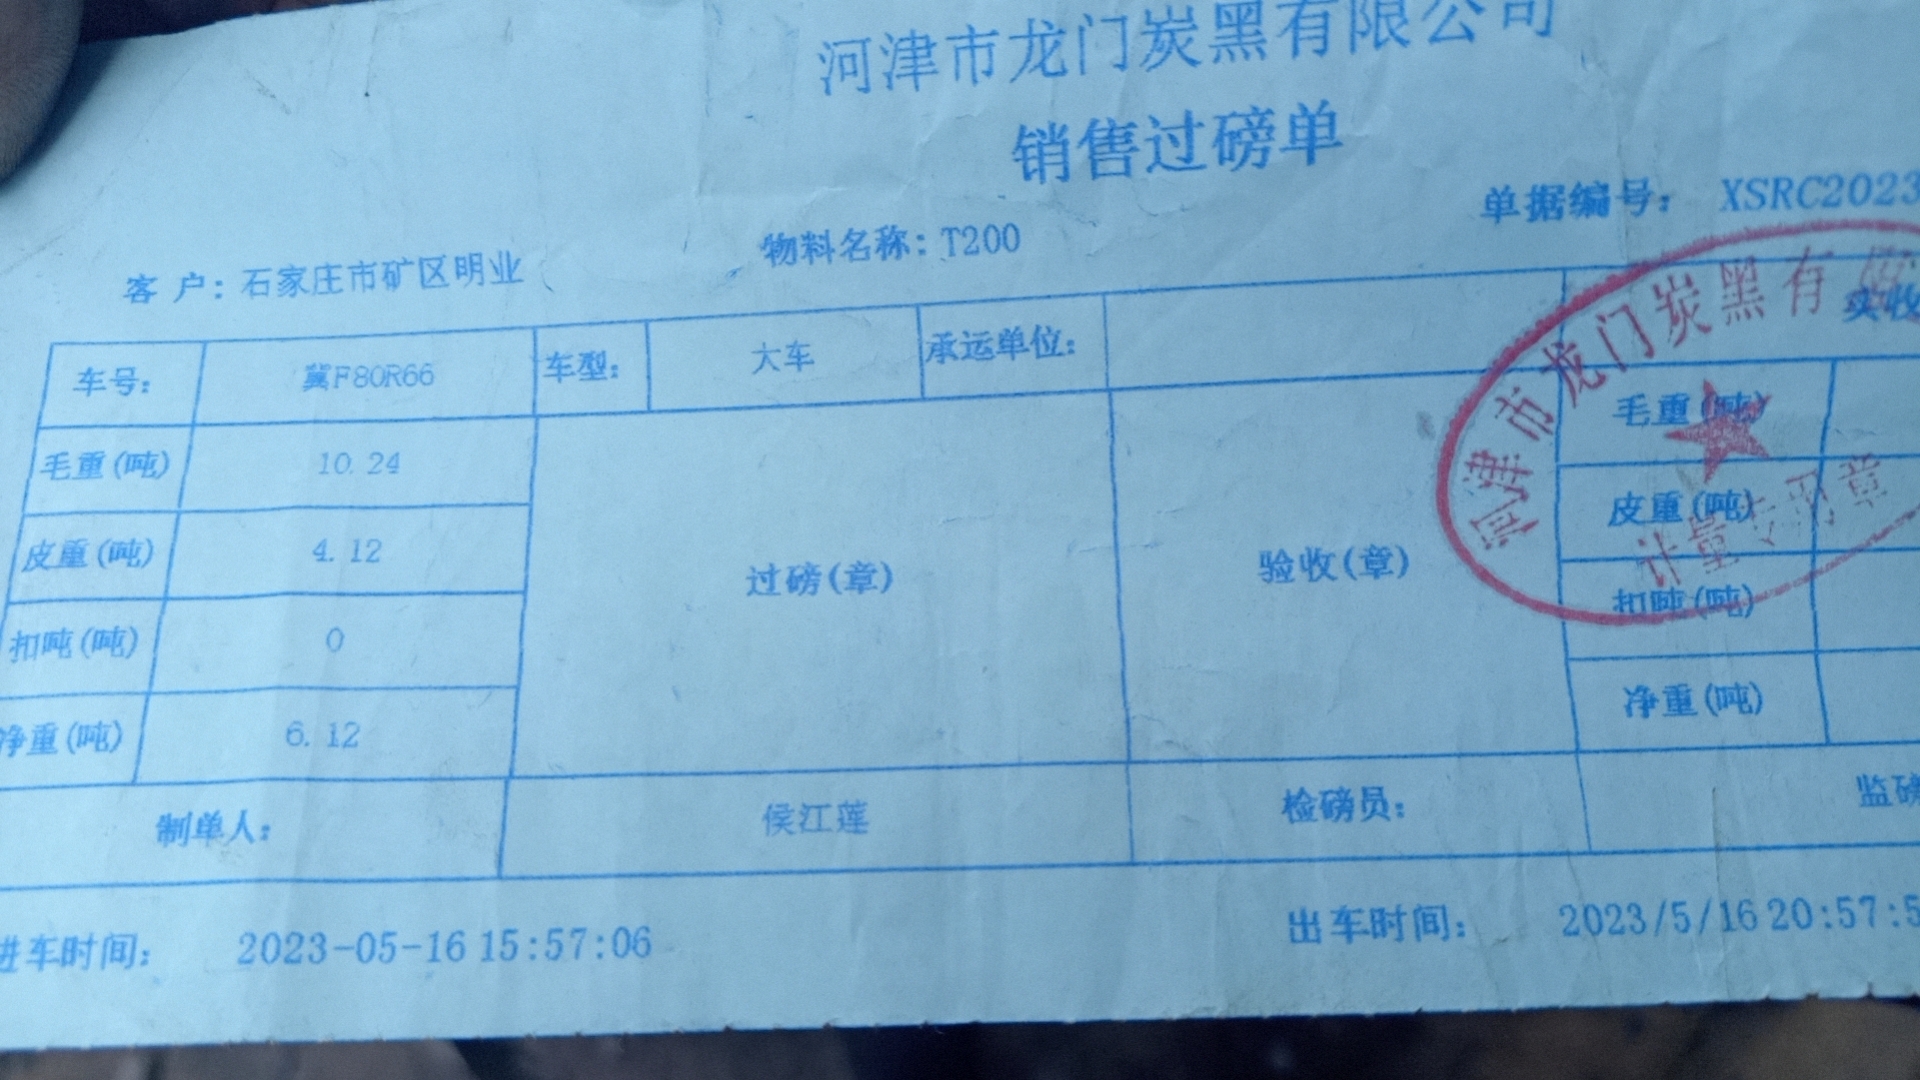 河津市龙门炭黑有限公司
销售过磅单
单据编号： XSRC2023
客 户：石家庄市矿区明业 物料名称：T200
车号： 冀F80R66 车型： 大车 承运单位： 实收
毛重(吨) 10.24 毛重(吨)
皮重(吨) 4.12 过磅(章) 验收(章) 皮重(吨)
扣吨(吨) 0 扣吨(吨)
净重(吨) 6.12 净重(吨)
制单人： 侯江莲 检磅员： 监磅
进车时间： 2023-05-16 15:57:06 出车时间： 2023/5/16 20:57:5
河津市龙门炭黑有限
计量专用章